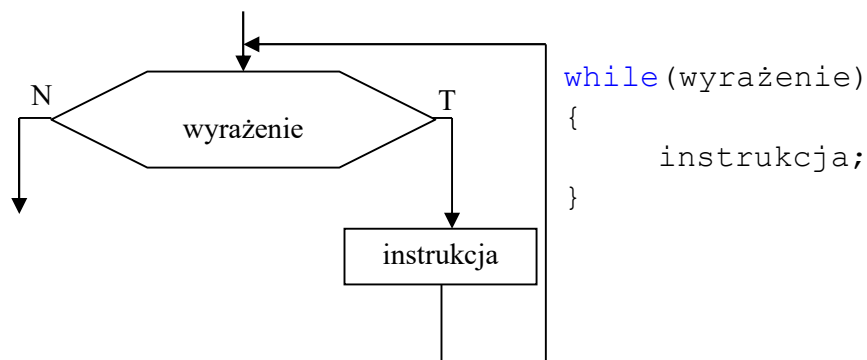 N
T
wyrażenie
instrukcja
while(wyrażenie)
{
instrukcja;
}